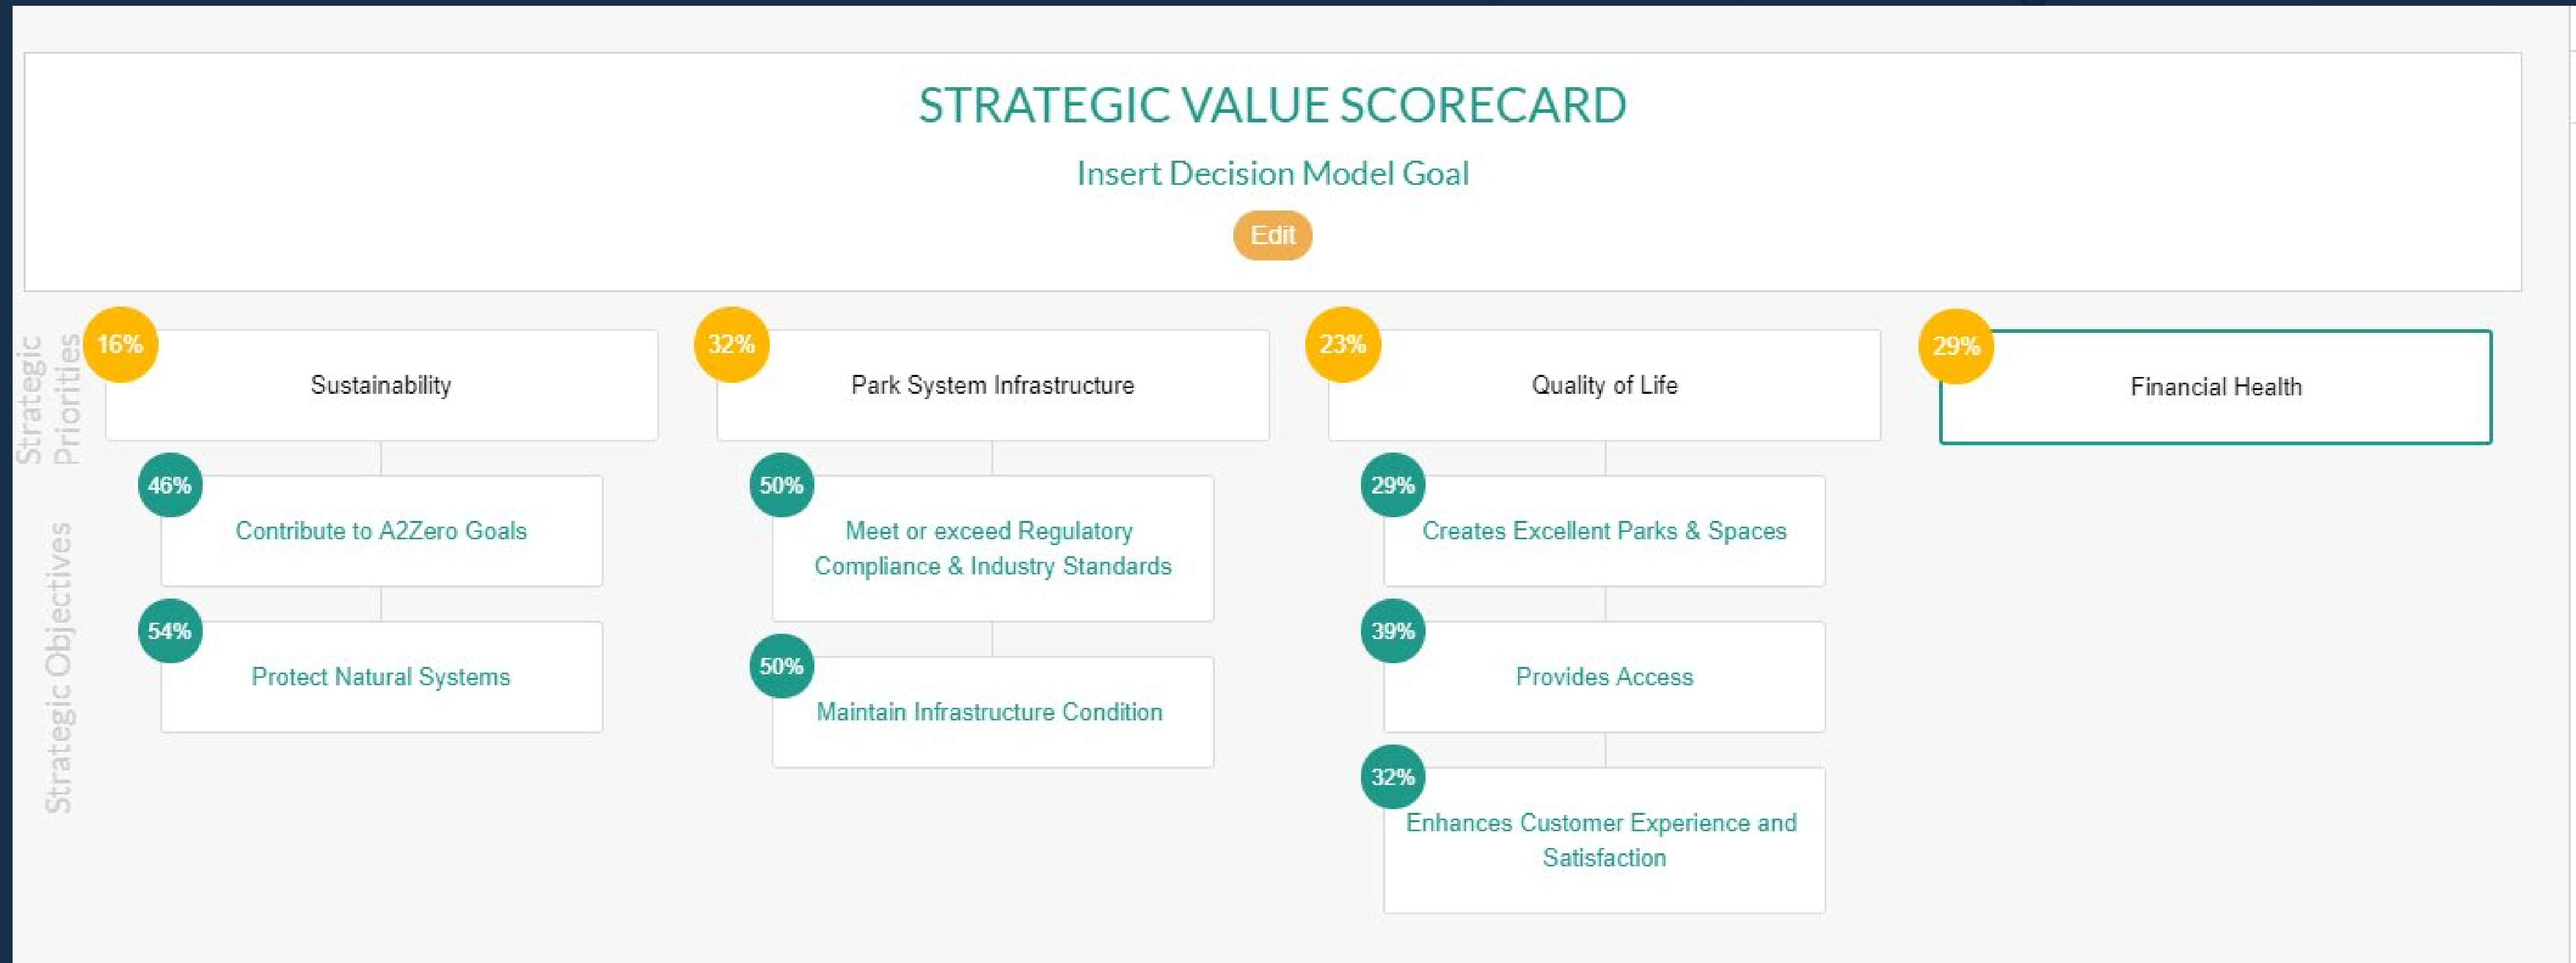 STRATEGIC VALUE SCORECARD
Insert Decision Model Goal
Edit
Strategic
Priorities
16%
Sustainability
32%
Park System Infrastructure
23%
Quality of Life
29%
Financial Health
Strategic Objectives
46%
Contribute to A2Zero Goals
54%
Protect Natural Systems
50%
Meet or exceed Regulatory
Compliance & Industry Standards
50%
Maintain Infrastructure Condition
29%
Creates Excellent Parks & Spaces
39%
Provides Access
32%
Enhances Customer Experience and
Satisfaction